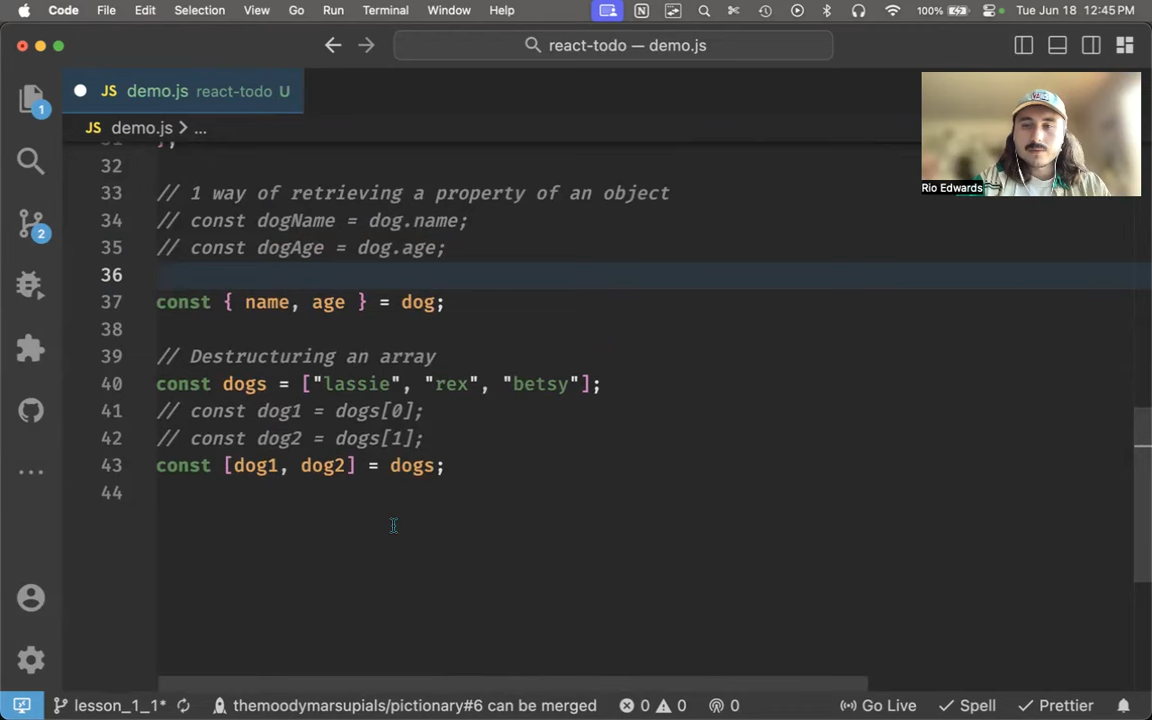 Code File Edit Selection View Go Run Terminal Window Help 100% Tue Jun 18 12:45 PM
react-todo — demo.js
JS demo.js react-todo U
JS demo.js > ...
1
2
Rio Edwards
32
33 // 1 way of retrieving a property of an object
34 // const dogName = dog.name;
35 // const dogAge = dog.age;
36
37 const { name, age } = dog;
38
39 // Destructuring an array
40 const dogs = ["lassie", "rex", "betsy"];
41 // const dog1 = dogs[0];
42 // const dog2 = dogs[1];
43 const [dog1, dog2] = dogs;
44
lesson_1_1* themoodymarsupials/pictionary#6 can be merged 0 0 0 Go Live Spell Prettier